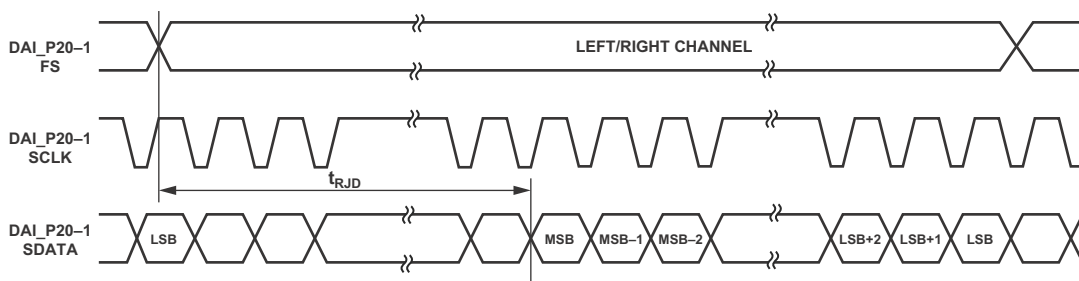 DAI_P20–1
FS
LEFT/RIGHT CHANNEL
DAI_P20–1
SCLK
tRJD
DAI_P20–1
SDATA
LSB
MSB
MSB–1
MSB–2
LSB+2
LSB+1
LSB